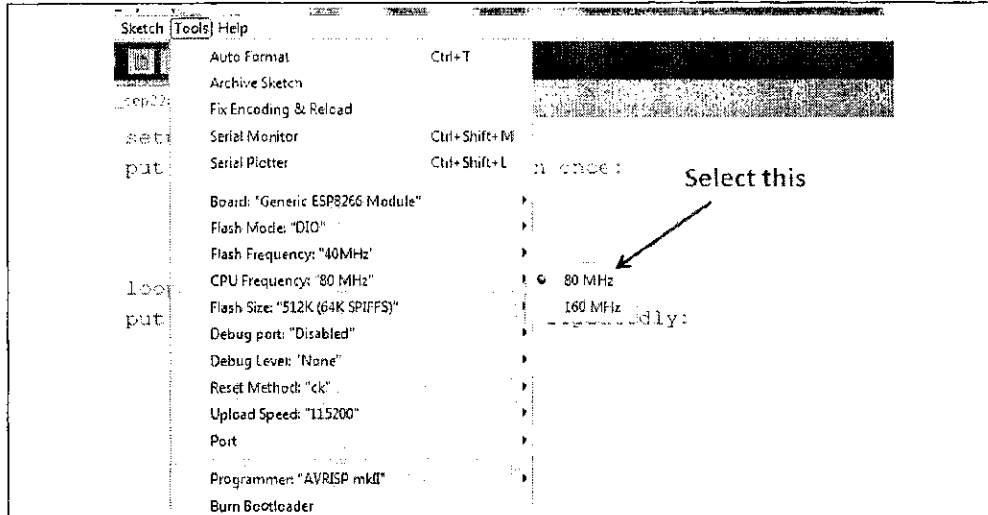 Sketch Tools Help
Auto Format Ctrl+T
Archive Sketch
Fix Encoding & Reload
Serial Monitor Ctrl+Shift+M
put Serial Plotter Ctrl+Shift+L n once:
Select this
Board: "Generic ESP8266 Module"
Flash Mode: "DIO"
Flash Frequency: "40MHz"
CPU Frequency: "80 MHz" 80 MHz
loop Flash Size: "512K (64K SPIFFS)" 160 MHz
put dly:
Debug port: "Disabled"
Debug Level: "None"
Reset Method: "ck"
Upload Speed: "115200"
Port
Programmer: "AVRISP mkII"
Burn Bootloader